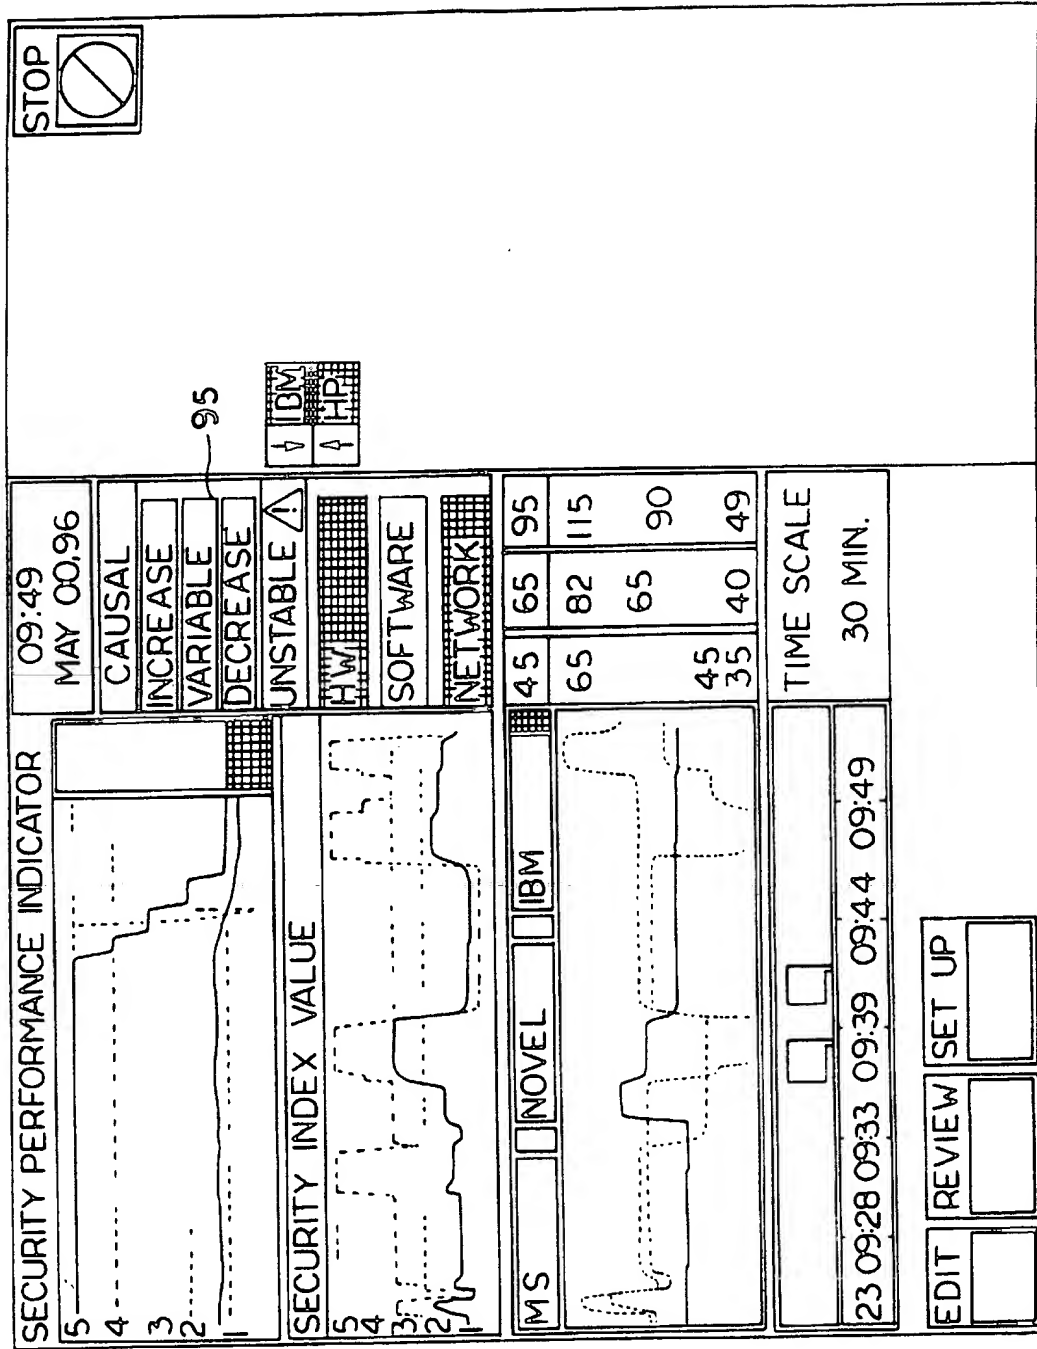 SECURITY PERFORMANCE INDICATOR
5
4
3
2
1
09:49
MAY 00,96
CAUSAL
INCREASE
VARIABLE
DECREASE
UNSTABLE
95
STOP
SECURITY INDEX VALUE
5
4
3
2
1
HW
SOFTWARE
NETWORK
IBM
HP
MS
NOVEL
IBM
45 65 95
65 82 115
65 90
45
35 40 49
TIME SCALE
30 MIN.
23 09:28 09:33 09:39 09:44 09:49
EDIT
REVIEW
SET UP